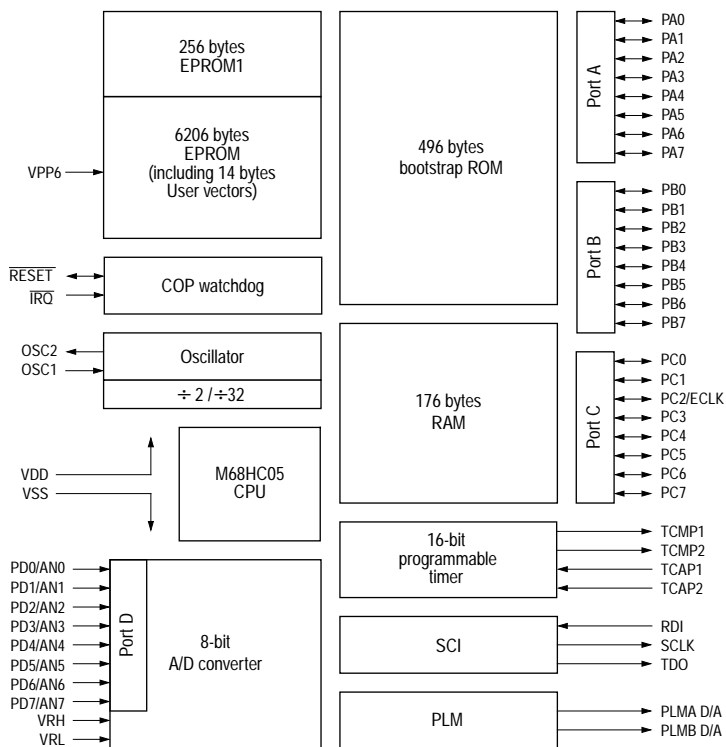 256 bytes
EPROM1
6206 bytes
EPROM
(including 14 bytes
User vectors)
VPP6
496 bytes
bootstrap ROM
Port A
PA0
PA1
PA2
PA3
PA4
PA5
PA6
PA7
Port B
PB0
PB1
PB2
PB3
PB4
PB5
PB6
PB7
RESET
IRQ
COP watchdog
OSC2
OSC1
Oscillator
÷ 2 /÷32
176 bytes
RAM
Port C
PC0
PC1
PC2/ECLK
PC3
PC4
PC5
PC6
PC7
VDD
VSS
M68HC05
CPU
16-bit
programmable
timer
TCMP1
TCMP2
TCAP1
TCAP2
PD0/AN0
PD1/AN1
PD2/AN2
PD3/AN3
PD4/AN4
PD5/AN5
PD6/AN6
PD7/AN7
VRH
VRL
Port D
8-bit
A/D converter
SCI
RDI
SCLK
TDO
PLM
PLMA D/A
PLMB D/A